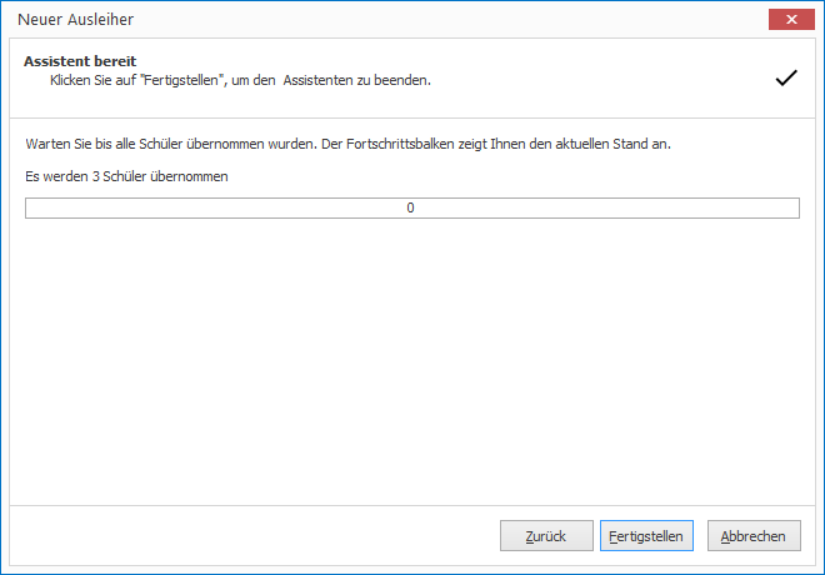 Neuer Ausleiher
Assistent bereit
Klicken Sie auf "Fertigstellen", um den  Assistenten zu beenden.
Warten Sie bis alle Schüler übernommen wurden. Der Fortschrittsbalken zeigt Ihnen den aktuellen Stand an.
Es werden 3 Schüler übernommen
0
Zurück Fertigstellen Abbrechen